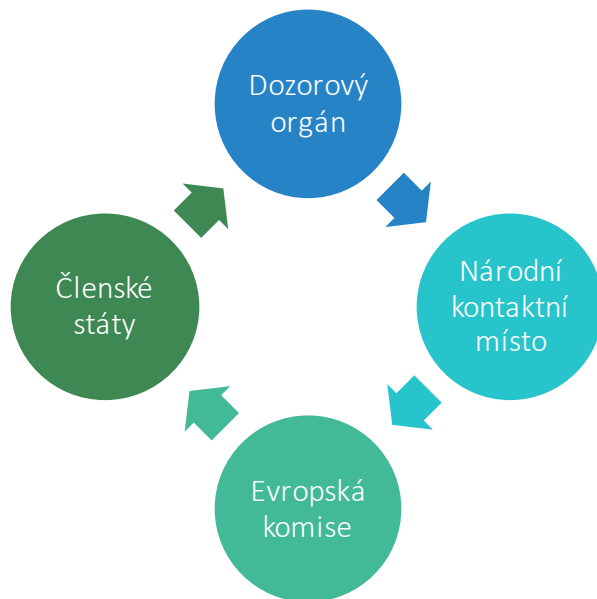 Dozorový
orgán
Národní
kontaktní
místo
Evropská
komise
Členské
státy